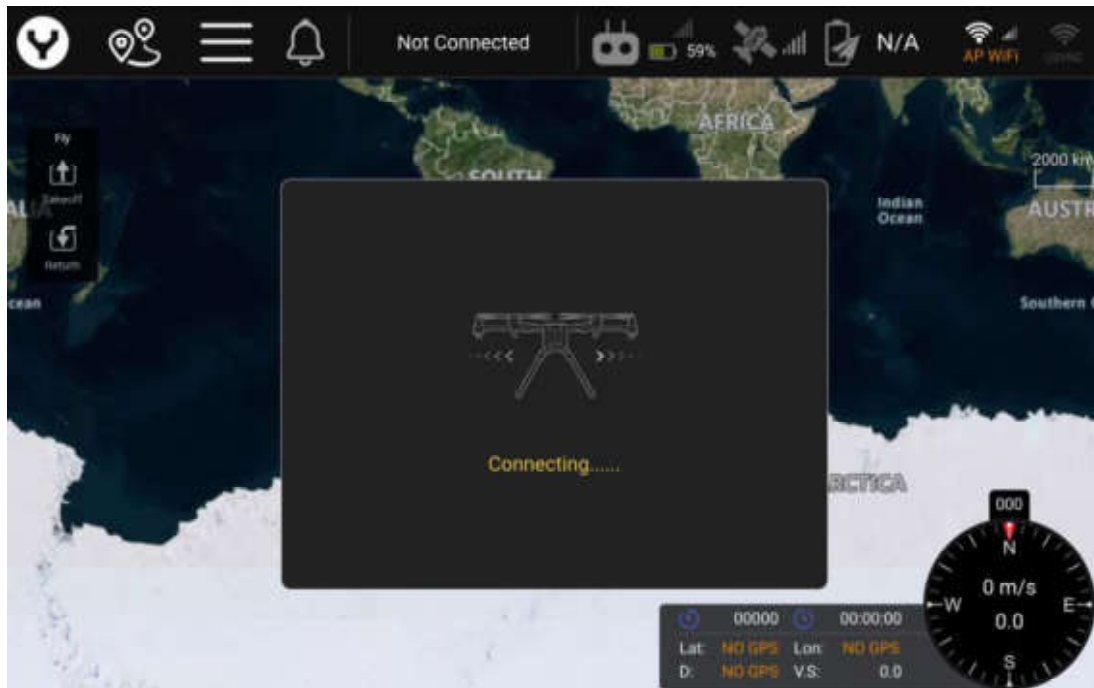 Not Connected
59%
N/A
AP WiFi
Fly
Takeoff
Return
AFRICA
SOUTH
2000 km
Indian
Ocean
AUSTR
ALIA
cean
Southern
Connecting......
RCTICA
000
N
0 m/s
W
E
0.0
S
00000
00:00:00
Lat: NO GPS Lon: NO GPS
D: NO GPS V.S: 0.0